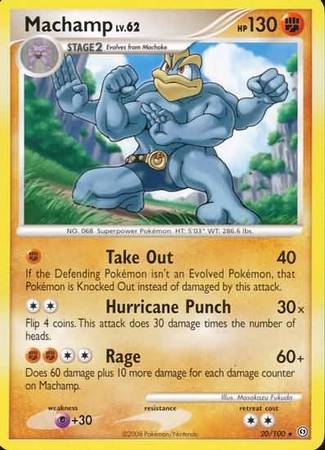 Machamp LV.62 HP 130
STAGE2 Evolves from Machoke
NO. 068 Superpower Pokémon. HT: 5'03" WT: 286.6 lbs.
Take Out 40
If the Defending Pokémon isn't an Evolved Pokémon, that
Pokémon is Knocked Out instead of damaged by this attack.
Hurricane Punch 30×
Flip 4 coins. This attack does 30 damage times the number of
heads.
Rage 60+
Does 60 damage plus 10 more damage for each damage counter
on Machamp.
Illus. Masakazu Fukuda
weakness resistance retreat cost
+30
©2008 Pokémon/Nintendo 20/100 ★